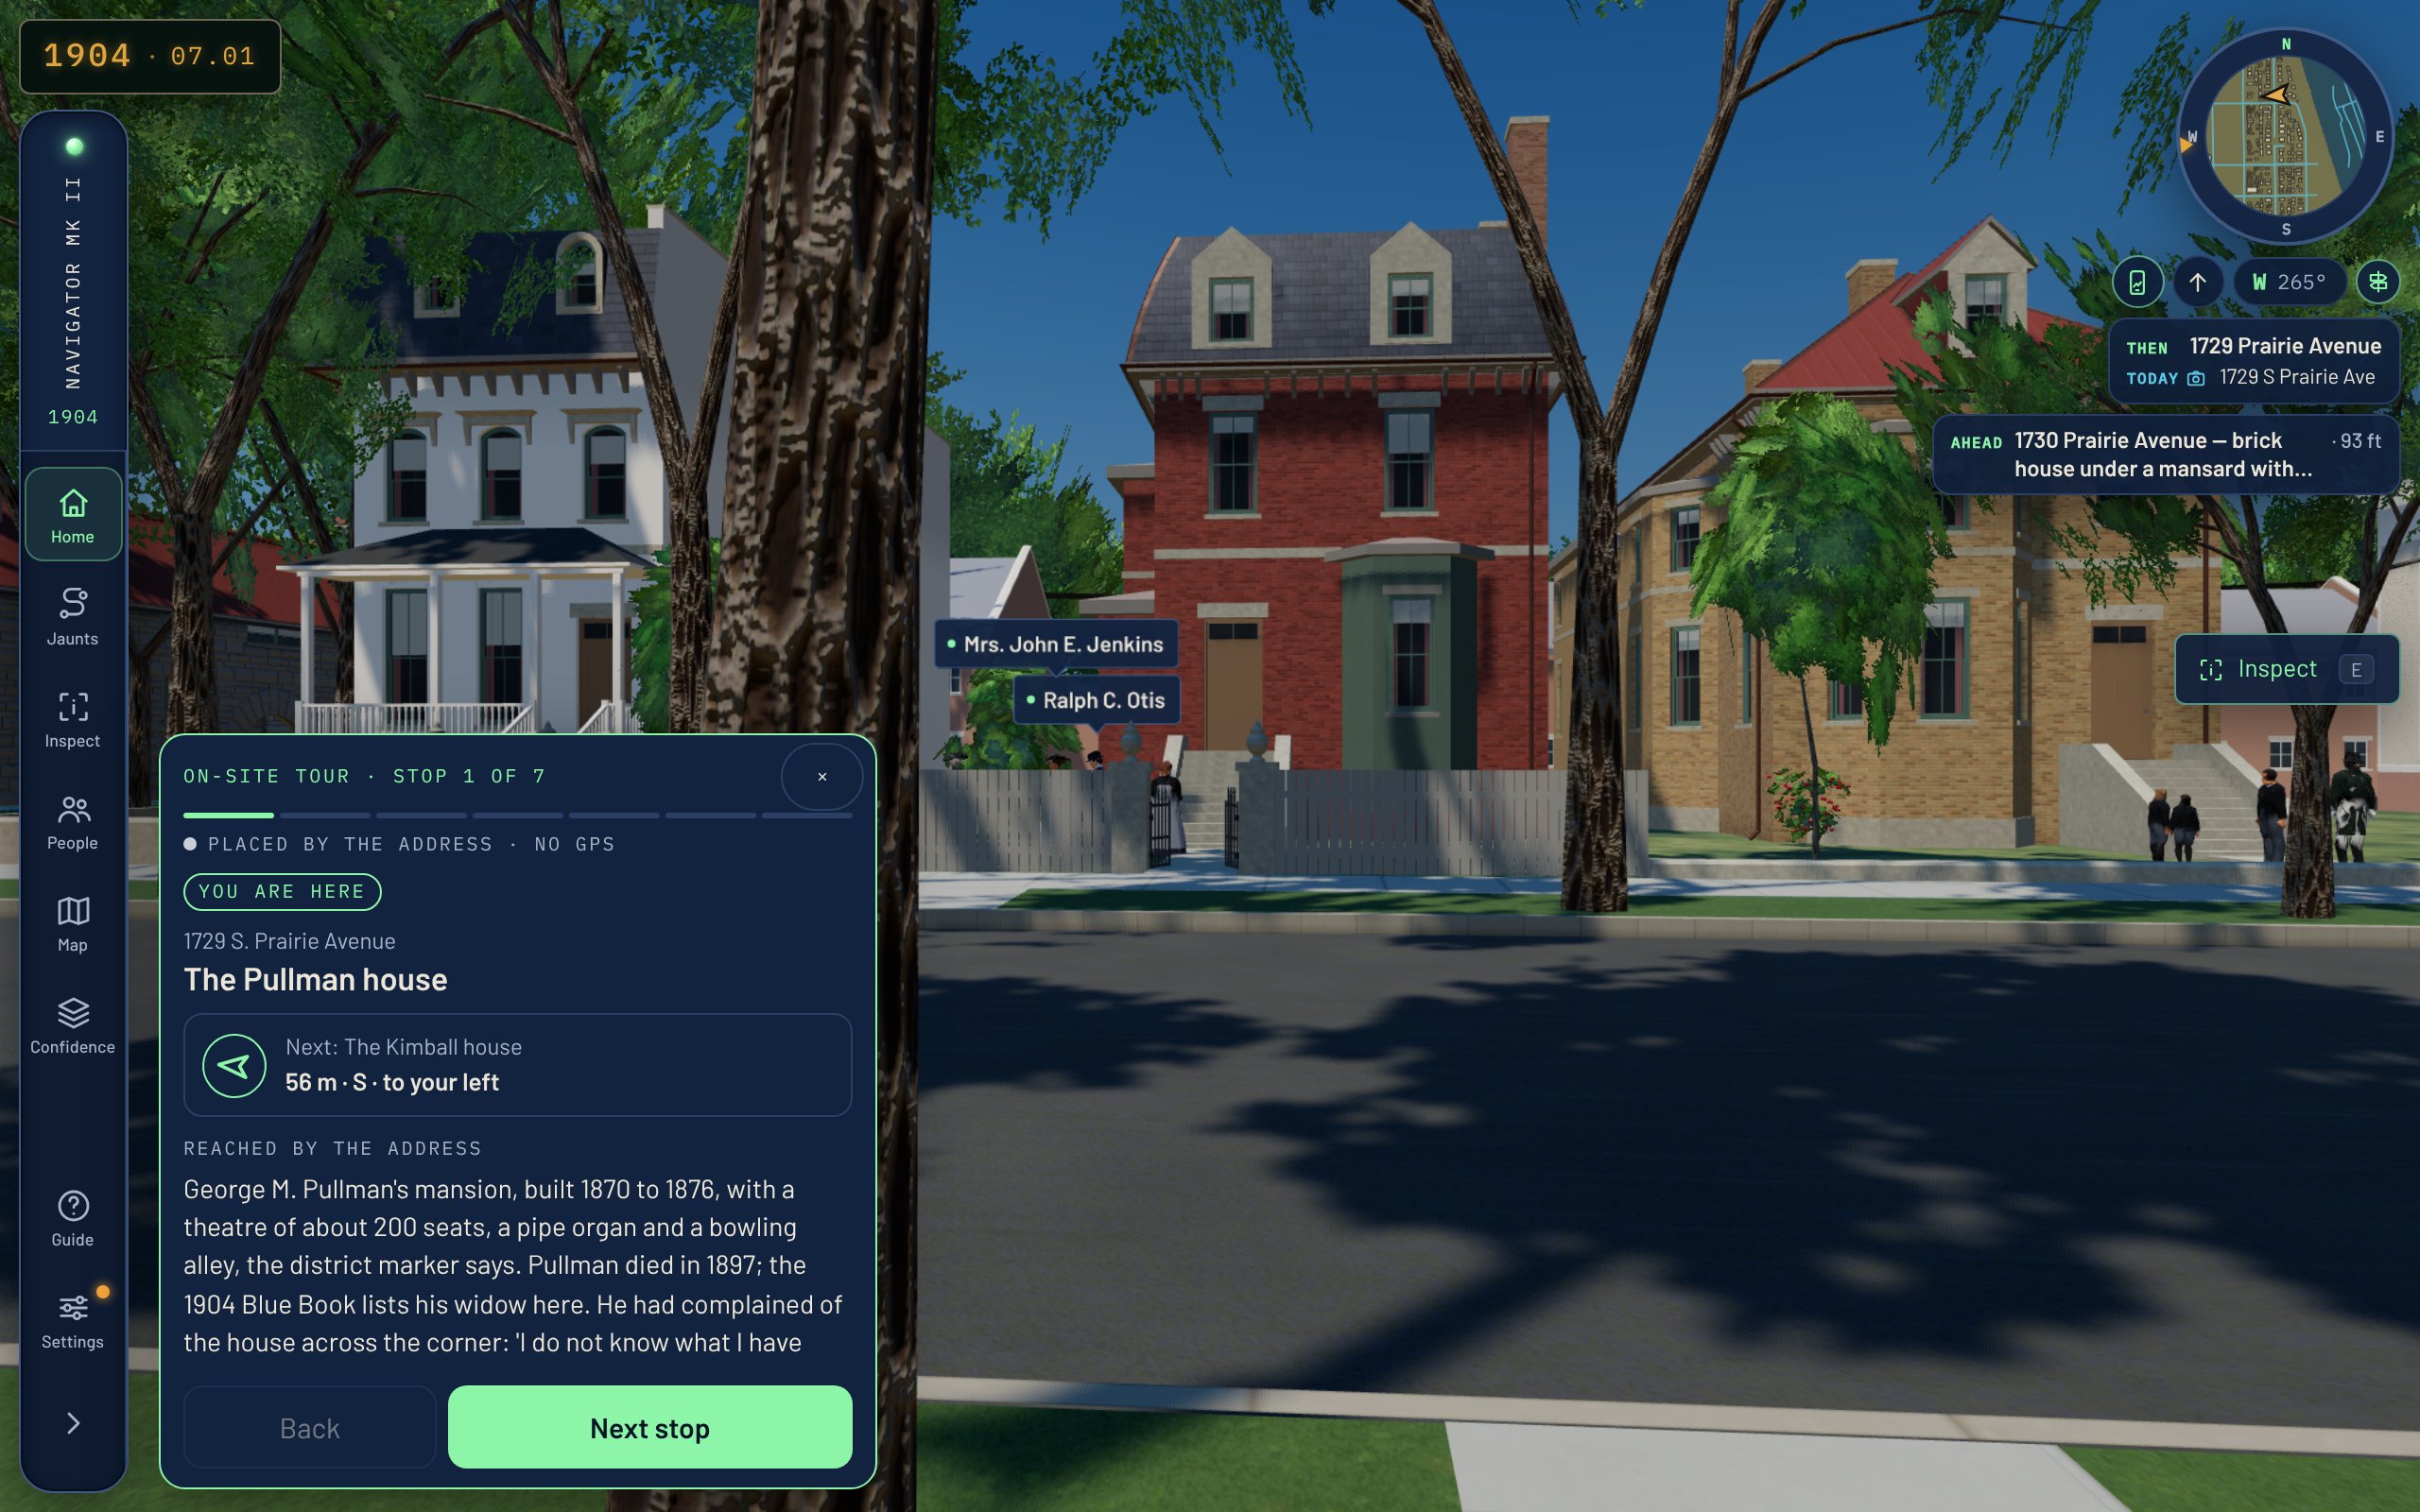 1904 · 07.01
NAVIGATOR MK II
1904
Home
Jaunts
Inspect
People
Map
Confidence
Guide
Settings
N
W
E
S
W 265°
THEN 1729 Prairie Avenue
TODAY 1729 S Prairie Ave
AHEAD 1730 Prairie Avenue – brick · 93 ft
house under a mansard with...
Inspect E
Mrs. John E. Jenkins
Ralph C. Otis
ON-SITE TOUR · STOP 1 OF 7
×
PLACED BY THE ADDRESS · NO GPS
YOU ARE HERE
1729 S. Prairie Avenue
The Pullman house
Next: The Kimball house
56 m · S · to your left
REACHED BY THE ADDRESS
George M. Pullman's mansion, built 1870 to 1876, with a
theatre of about 200 seats, a pipe organ and a bowling
alley, the district marker says. Pullman died in 1897; the
1904 Blue Book lists his widow here. He had complained of
the house across the corner: 'I do not know what I have
Back
Next stop